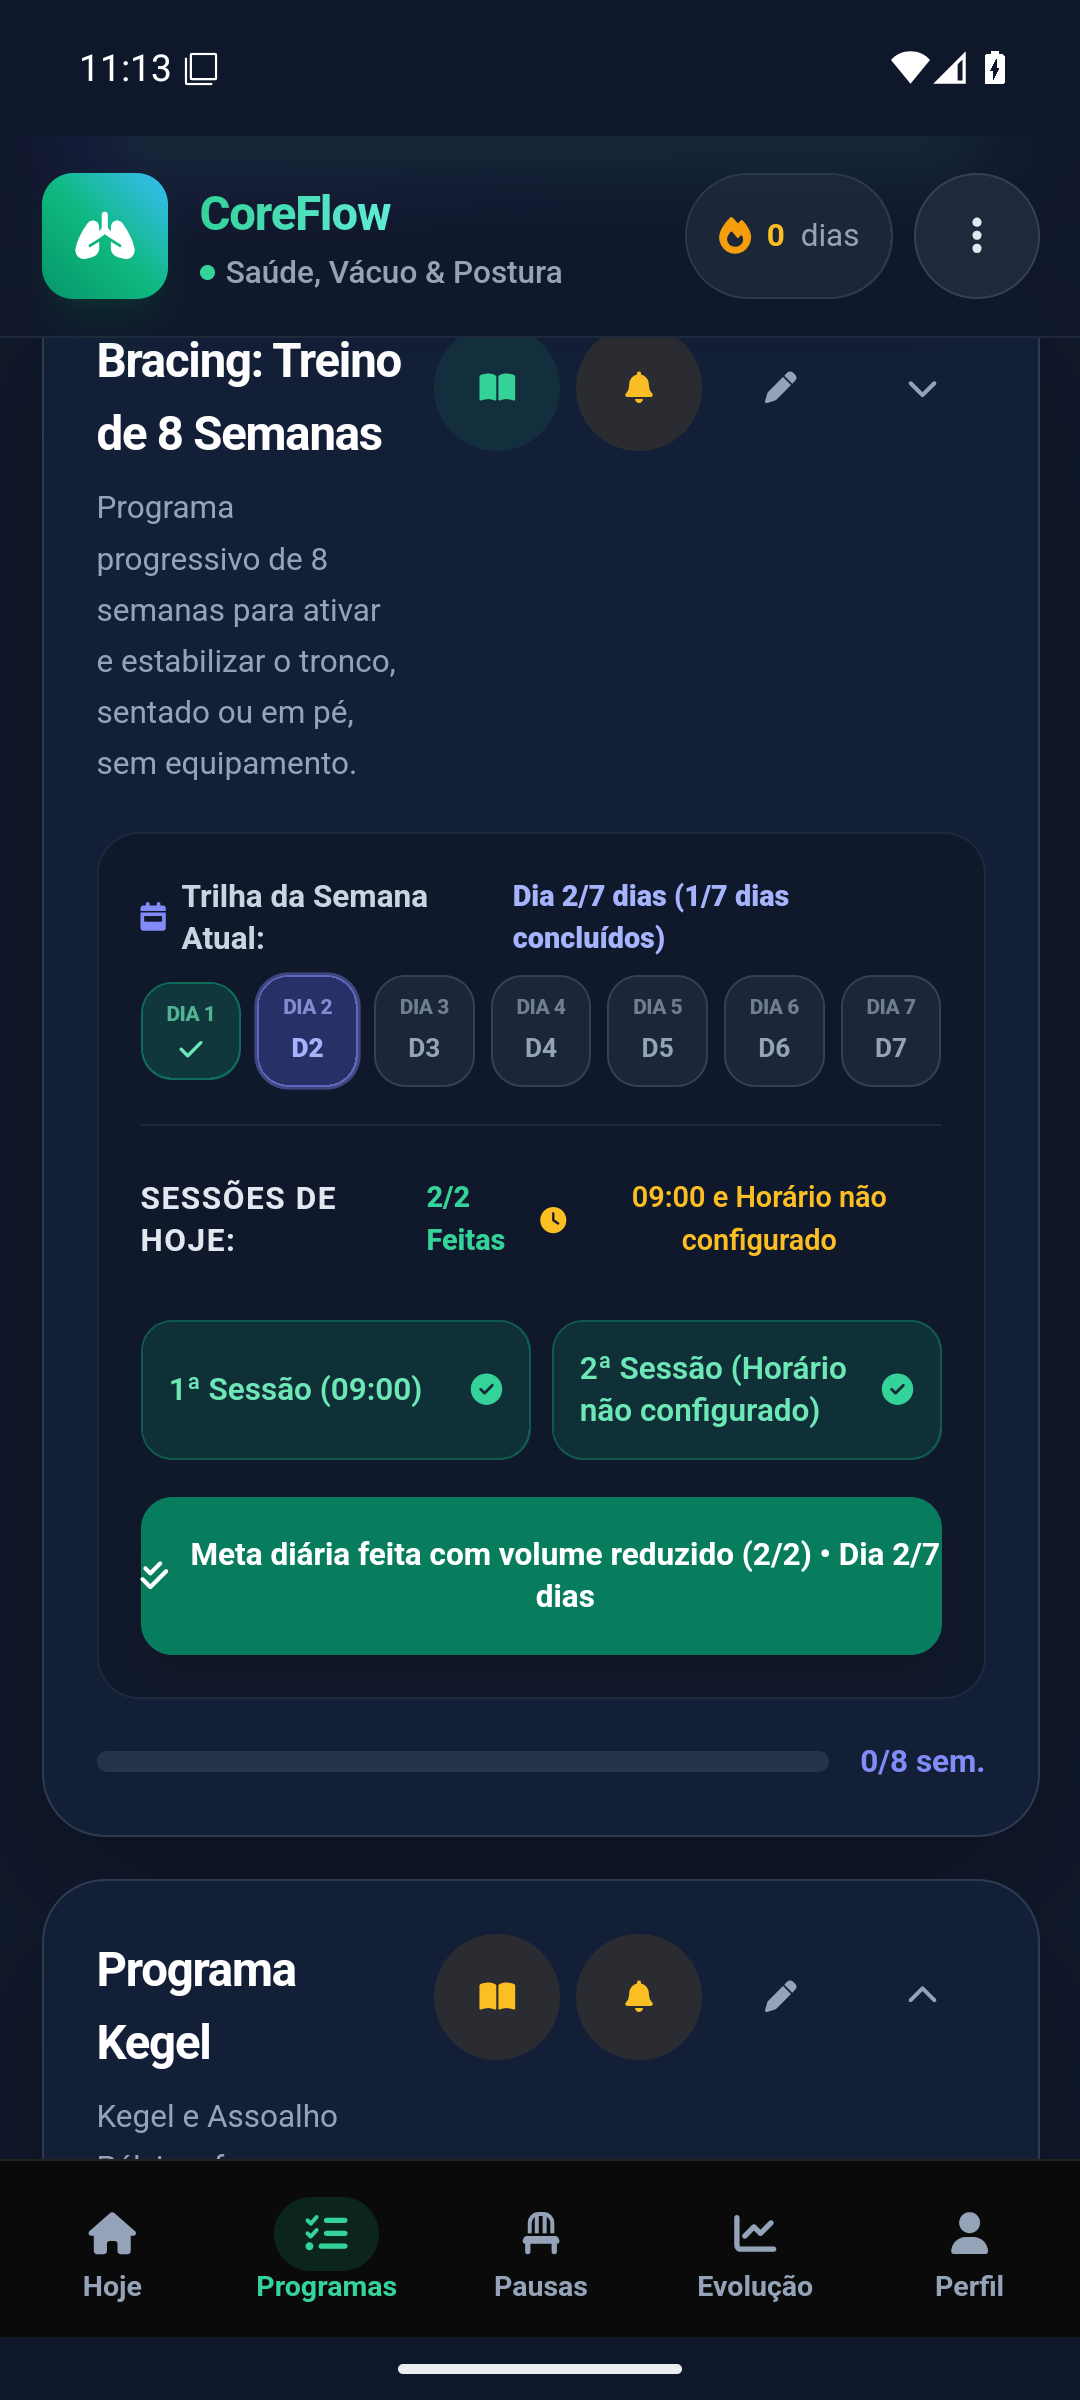 11:13
CoreFlow
Saúde, Vácuo & Postura
0 dias
Bracing: Treino
de 8 Semanas
Programa
progressivo de 8
semanas para ativar
e estabilizar o tronco,
sentado ou em pé,
sem equipamento.
Trilha da Semana
Atual:
Dia 2/7 dias (1/7 dias
concluídos)
DIA 1
DIA 2
D2
DIA 3
D3
DIA 4
D4
DIA 5
D5
DIA 6
D6
DIA 7
D7
SESSÕES DE
HOJE:
2/2
Feitas
09:00 e Horário não
configurado
1ª Sessão (09:00)
2ª Sessão (Horário
não configurado)
Meta diária feita com volume reduzido (2/2) • Dia 2/7
dias
0/8 sem.
Programa
Kegel
Kegel e Assoalho
Hoje
Programas
Pausas
Evolução
Perfil